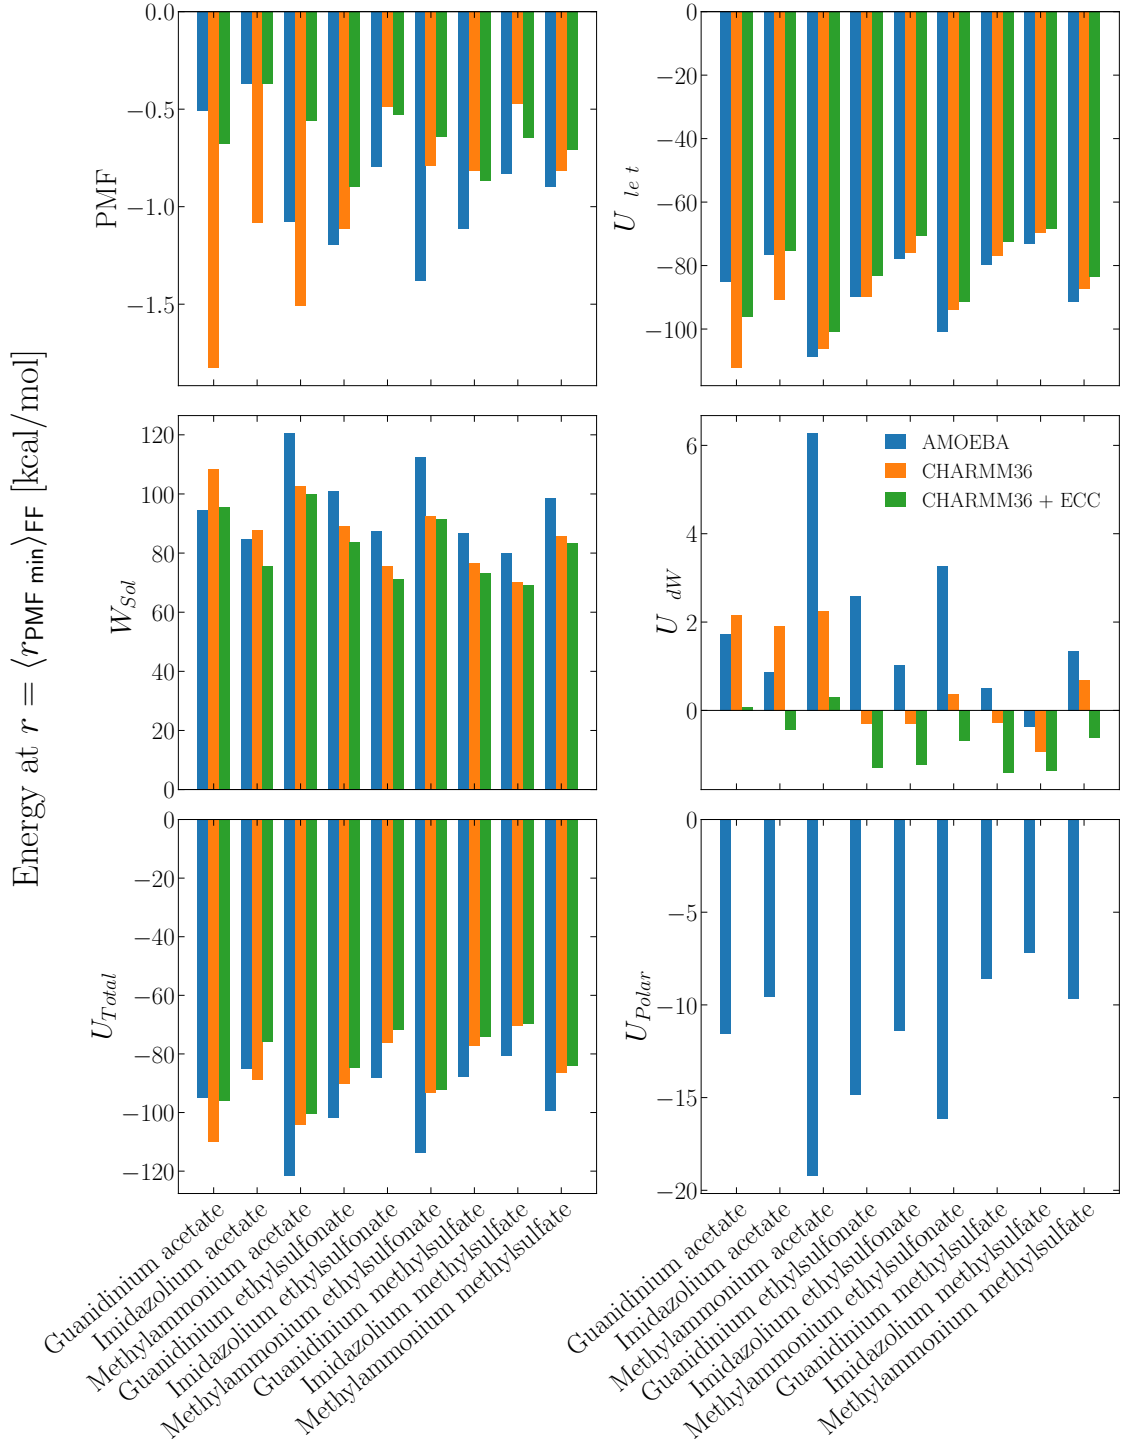 Energy at r = ⟨r_PMF min⟩_FF [kcal/mol]
PMF
0.0
−0.5
−1.0
−1.5
U le t
0
−20
−40
−60
−80
−100
W_Sol
120
100
80
60
40
20
0
U dW
6
4
2
0
AMOEBA
CHARMM36
CHARMM36 + ECC
U_Total
0
−20
−40
−60
−80
−100
−120
U_Polar
0
−5
−10
−15
−20
Guanidinium acetate
Imidazolium acetate
Methylammonium acetate
Guanidinium ethylsulfonate
Imidazolium ethylsulfonate
Methylammonium ethylsulfonate
Guanidinium methylsulfate
Imidazolium methylsulfate
Methylammonium methylsulfate
Guanidinium acetate
Imidazolium acetate
Methylammonium acetate
Guanidinium ethylsulfonate
Imidazolium ethylsulfonate
Methylammonium ethylsulfonate
Guanidinium methylsulfate
Imidazolium methylsulfate
Methylammonium methylsulfate